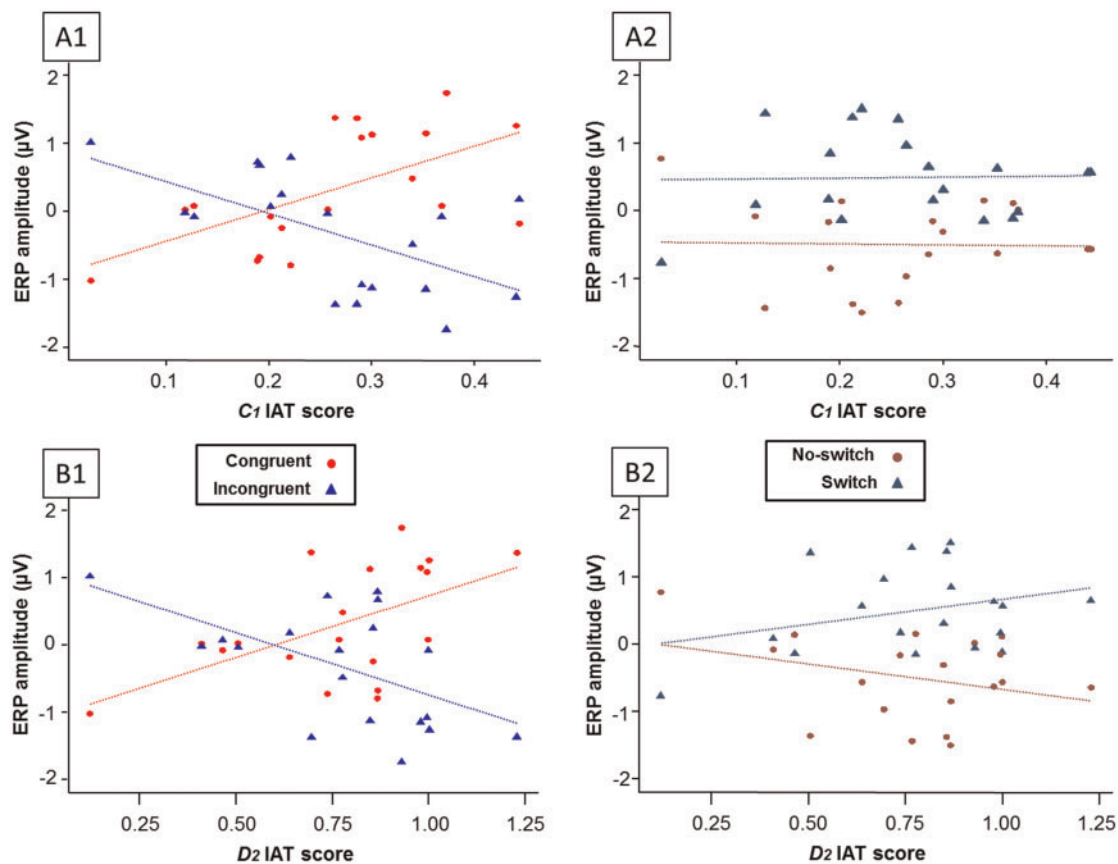 A1
A2
ERP amplitude (µV)
2
1
0
-1
-2
0.1 0.2 0.3 0.4
C1 IAT score
ERP amplitude (µV)
2
1
0
-1
-2
0.1 0.2 0.3 0.4
C1 IAT score
B1
Congruent
Incongruent
B2
No-switch
Switch
ERP amplitude (µV)
2
1
0
-1
-2
0.25 0.50 0.75 1.00 1.25
D2 IAT score
ERP amplitude (µV)
2
1
0
-1
-2
0.25 0.50 0.75 1.00 1.25
D2 IAT score